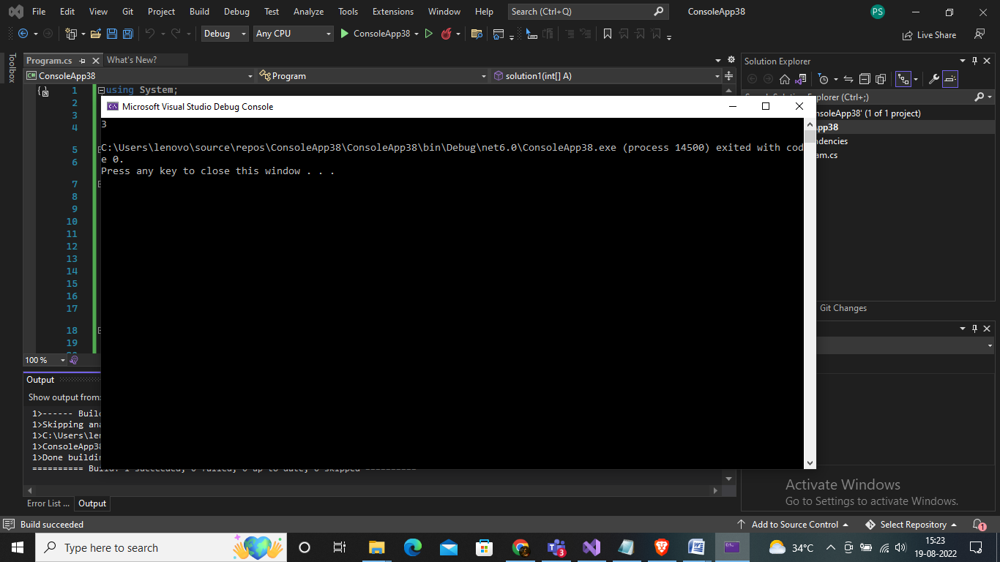 File Edit View Git Project Build Debug Test Analyze Tools Extensions Window Help Search (Ctrl+Q) ConsoleApp38 PS
Debug Any CPU ConsoleApp38 Live Share
Toolbox
Program.cs What's New?
ConsoleApp38 Program solution1(int[] A)
1 using System;
2
3
4
5
6
7
8
9
10
11
12
13
14
15
16
17
18
19
Microsoft Visual Studio Debug Console
3
C:\Users\lenovo\source\repos\ConsoleApp38\ConsoleApp38\bin\Debug\net6.0\ConsoleApp38.exe (process 14500) exited with cod
e 0.
Press any key to close this window . . .
Solution Explorer
Explorer (Ctrl+;)
nsoleApp38' (1 of 1 project)
pp38
ndencies
am.cs
Git Changes
100 %
Output
Show output from:
1>------ Buil
1>Skipping ana
1>C:\Users\len
1>ConsoleApp38
1>Done buildin
========== Build: 1 succeeded, 0 failed, 0 up-to-date, 0 skipped ==========
Error List ... Output
Activate Windows
Go to Settings to activate Windows.
Build succeeded Add to Source Control Select Repository 1
Type here to search 3 34°C 15:23
19-08-2022